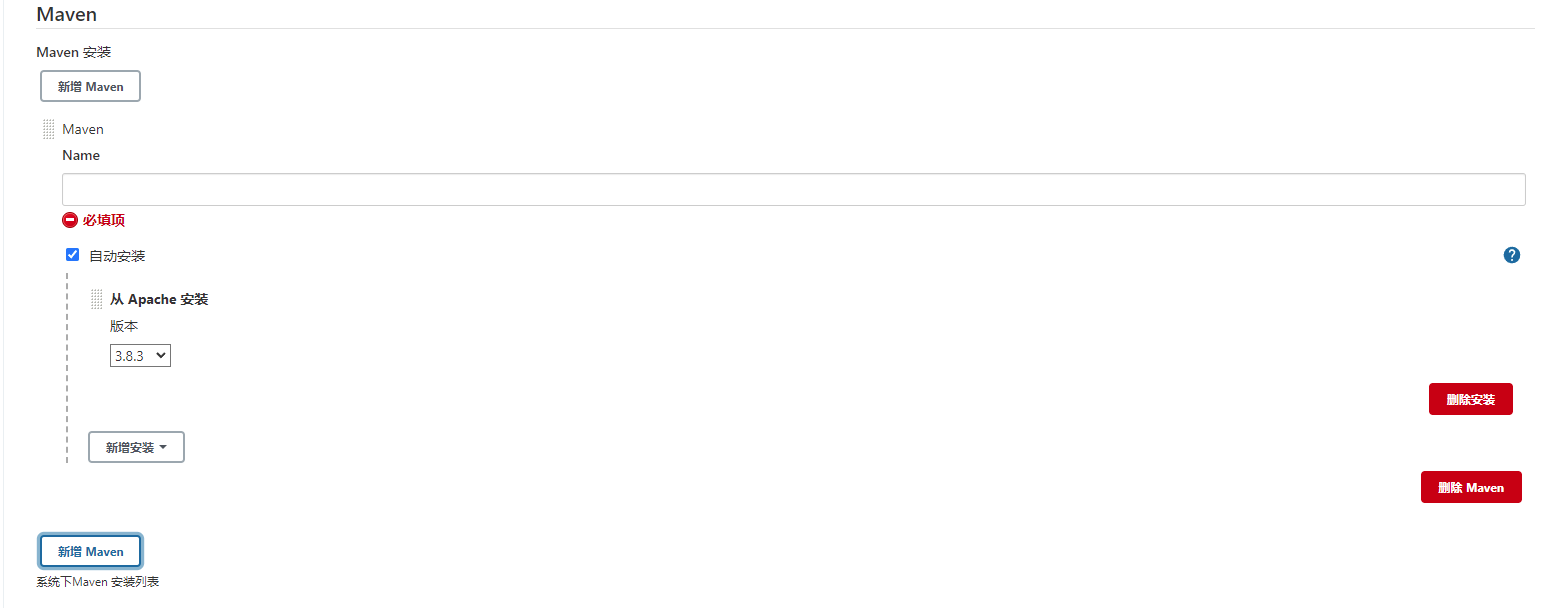 Maven
Maven 安装
新增 Maven
Maven
Name
必填项
自动安装
?
从 Apache 安装
版本
3.8.3
删除安装
新增安装
删除 Maven
新增 Maven
系统下Maven 安装列表